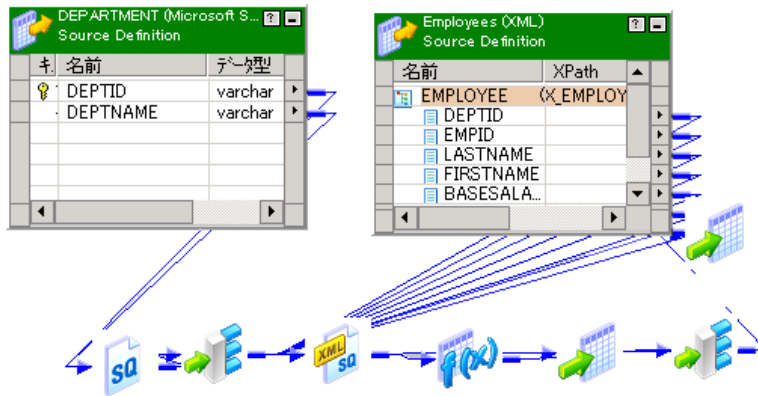 DEPARTMENT (Microsoft S...
Source Definition
キ. 名前 データ型
DEPTID varchar
DEPTNAME varchar
Employees (XML)
Source Definition
名前 XPath
EMPLOYEE (X_EMPLOY
DEPTID
EMPID
LASTNAME
FIRSTNAME
BASESALA...
SQ
XML
SQ
f(x)